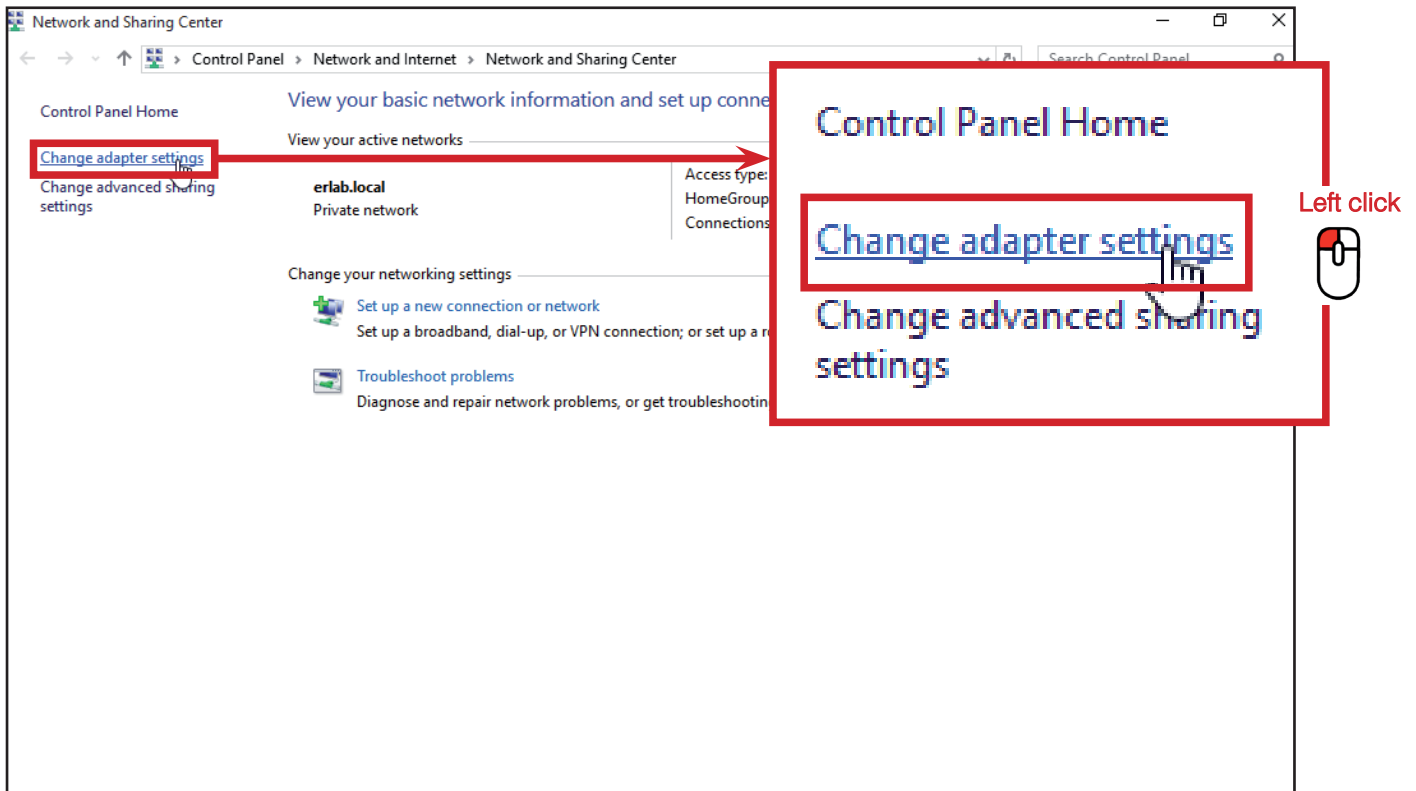 Network and Sharing Center
Control Panel > Network and Internet > Network and Sharing Center
Search Control Panel
Control Panel Home
Change adapter settings
Change advanced sharing
settings
View your basic network information and set up conne
View your active networks
erlab.local
Private network
Access type:
HomeGroup
Connections
Change your networking settings
Set up a new connection or network
Set up a broadband, dial-up, or VPN connection; or set up a r
Troubleshoot problems
Diagnose and repair network problems, or get troubleshootin
Control Panel Home
Change adapter settings
Change advanced sharing
settings
Left click